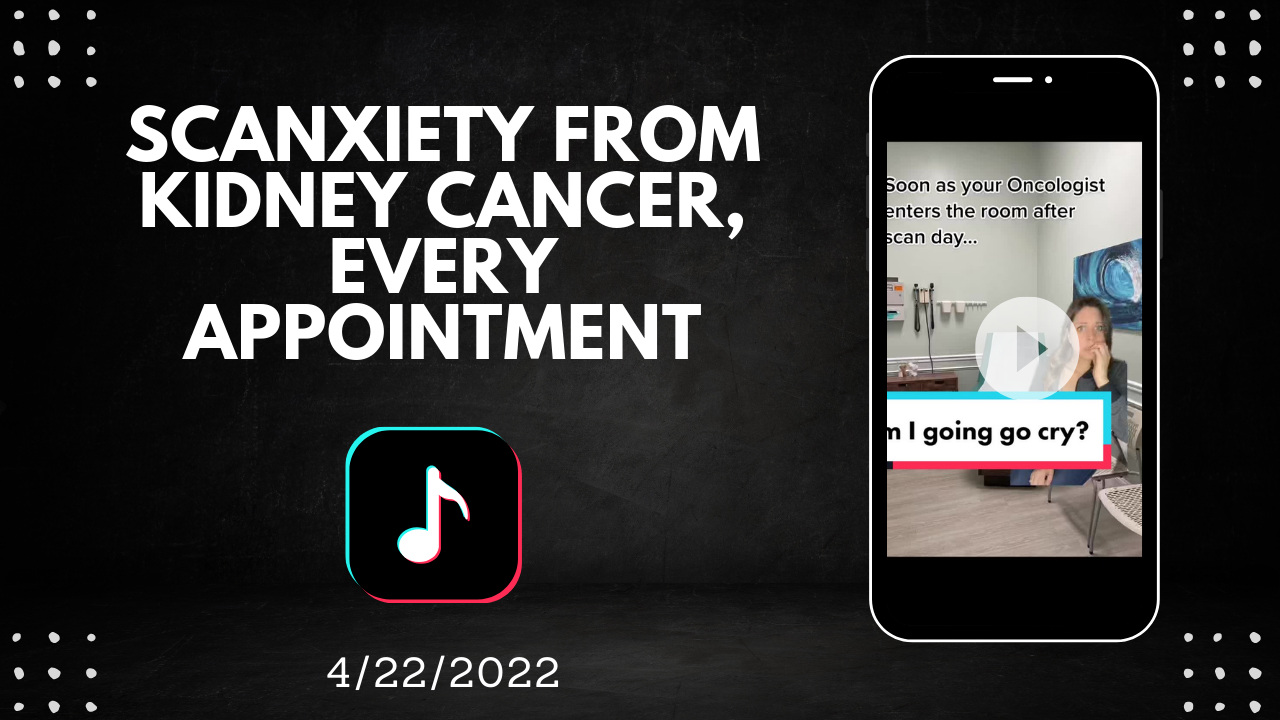 SCANXIETY FROM
KIDNEY CANCER,
EVERY
APPOINTMENT
4/22/2022
Soon as your Oncologist
enters the room after
scan day...
m I going go cry?